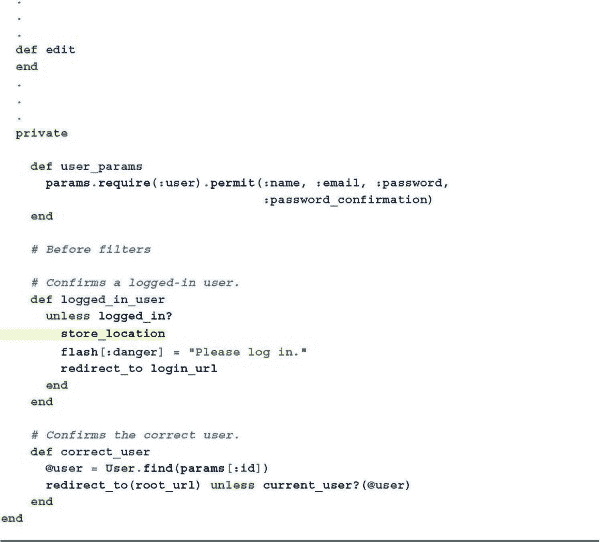 .
.
.
  def edit
  end
  .
  .
  .
  private

    def user_params
      params.require(:user).permit(:name, :email, :password,
                                   :password_confirmation)
    end

    # Before filters

    # Confirms a logged-in user.
    def logged_in_user
      unless logged_in?
        store_location
        flash[:danger] = "Please log in."
        redirect_to login_url
      end
    end

    # Confirms the correct user.
    def correct_user
      @user = User.find(params[:id])
      redirect_to(root_url) unless current_user?(@user)
    end
end